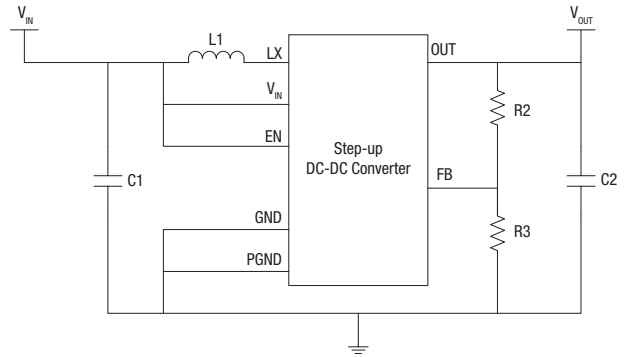 VIN
VOUT
L1
LX
OUT
VIN
R2
EN
Step-up
DC-DC Converter
FB
C1
C2
GND
R3
PGND